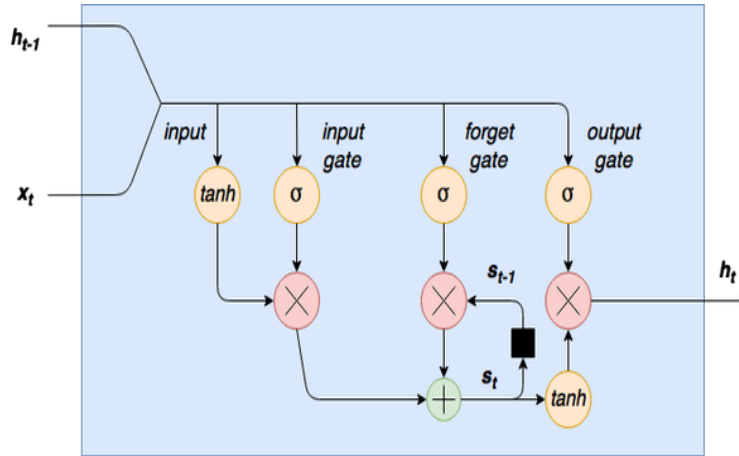 h_{t-1}
input
input gate
forget gate
output gate
x_t
tanh
σ
σ
σ
s_{t-1}
h_t
s_t
tanh